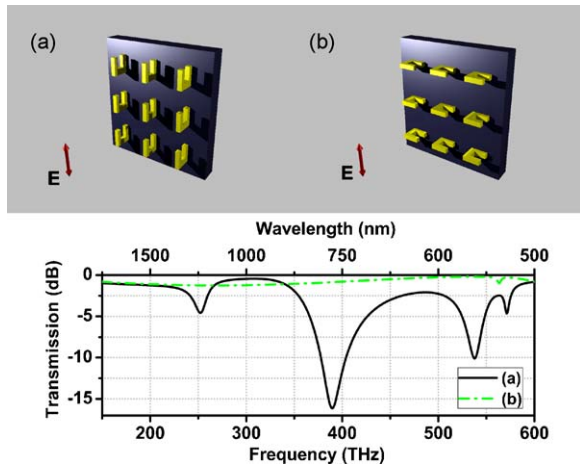 (a)
(b)
E
E
Wavelength (nm)
1500 1000 750 600 500
0
-5
-10
-15
Transmission (dB)
(a)
(b)
200 300 400 500 600
Frequency (THz)